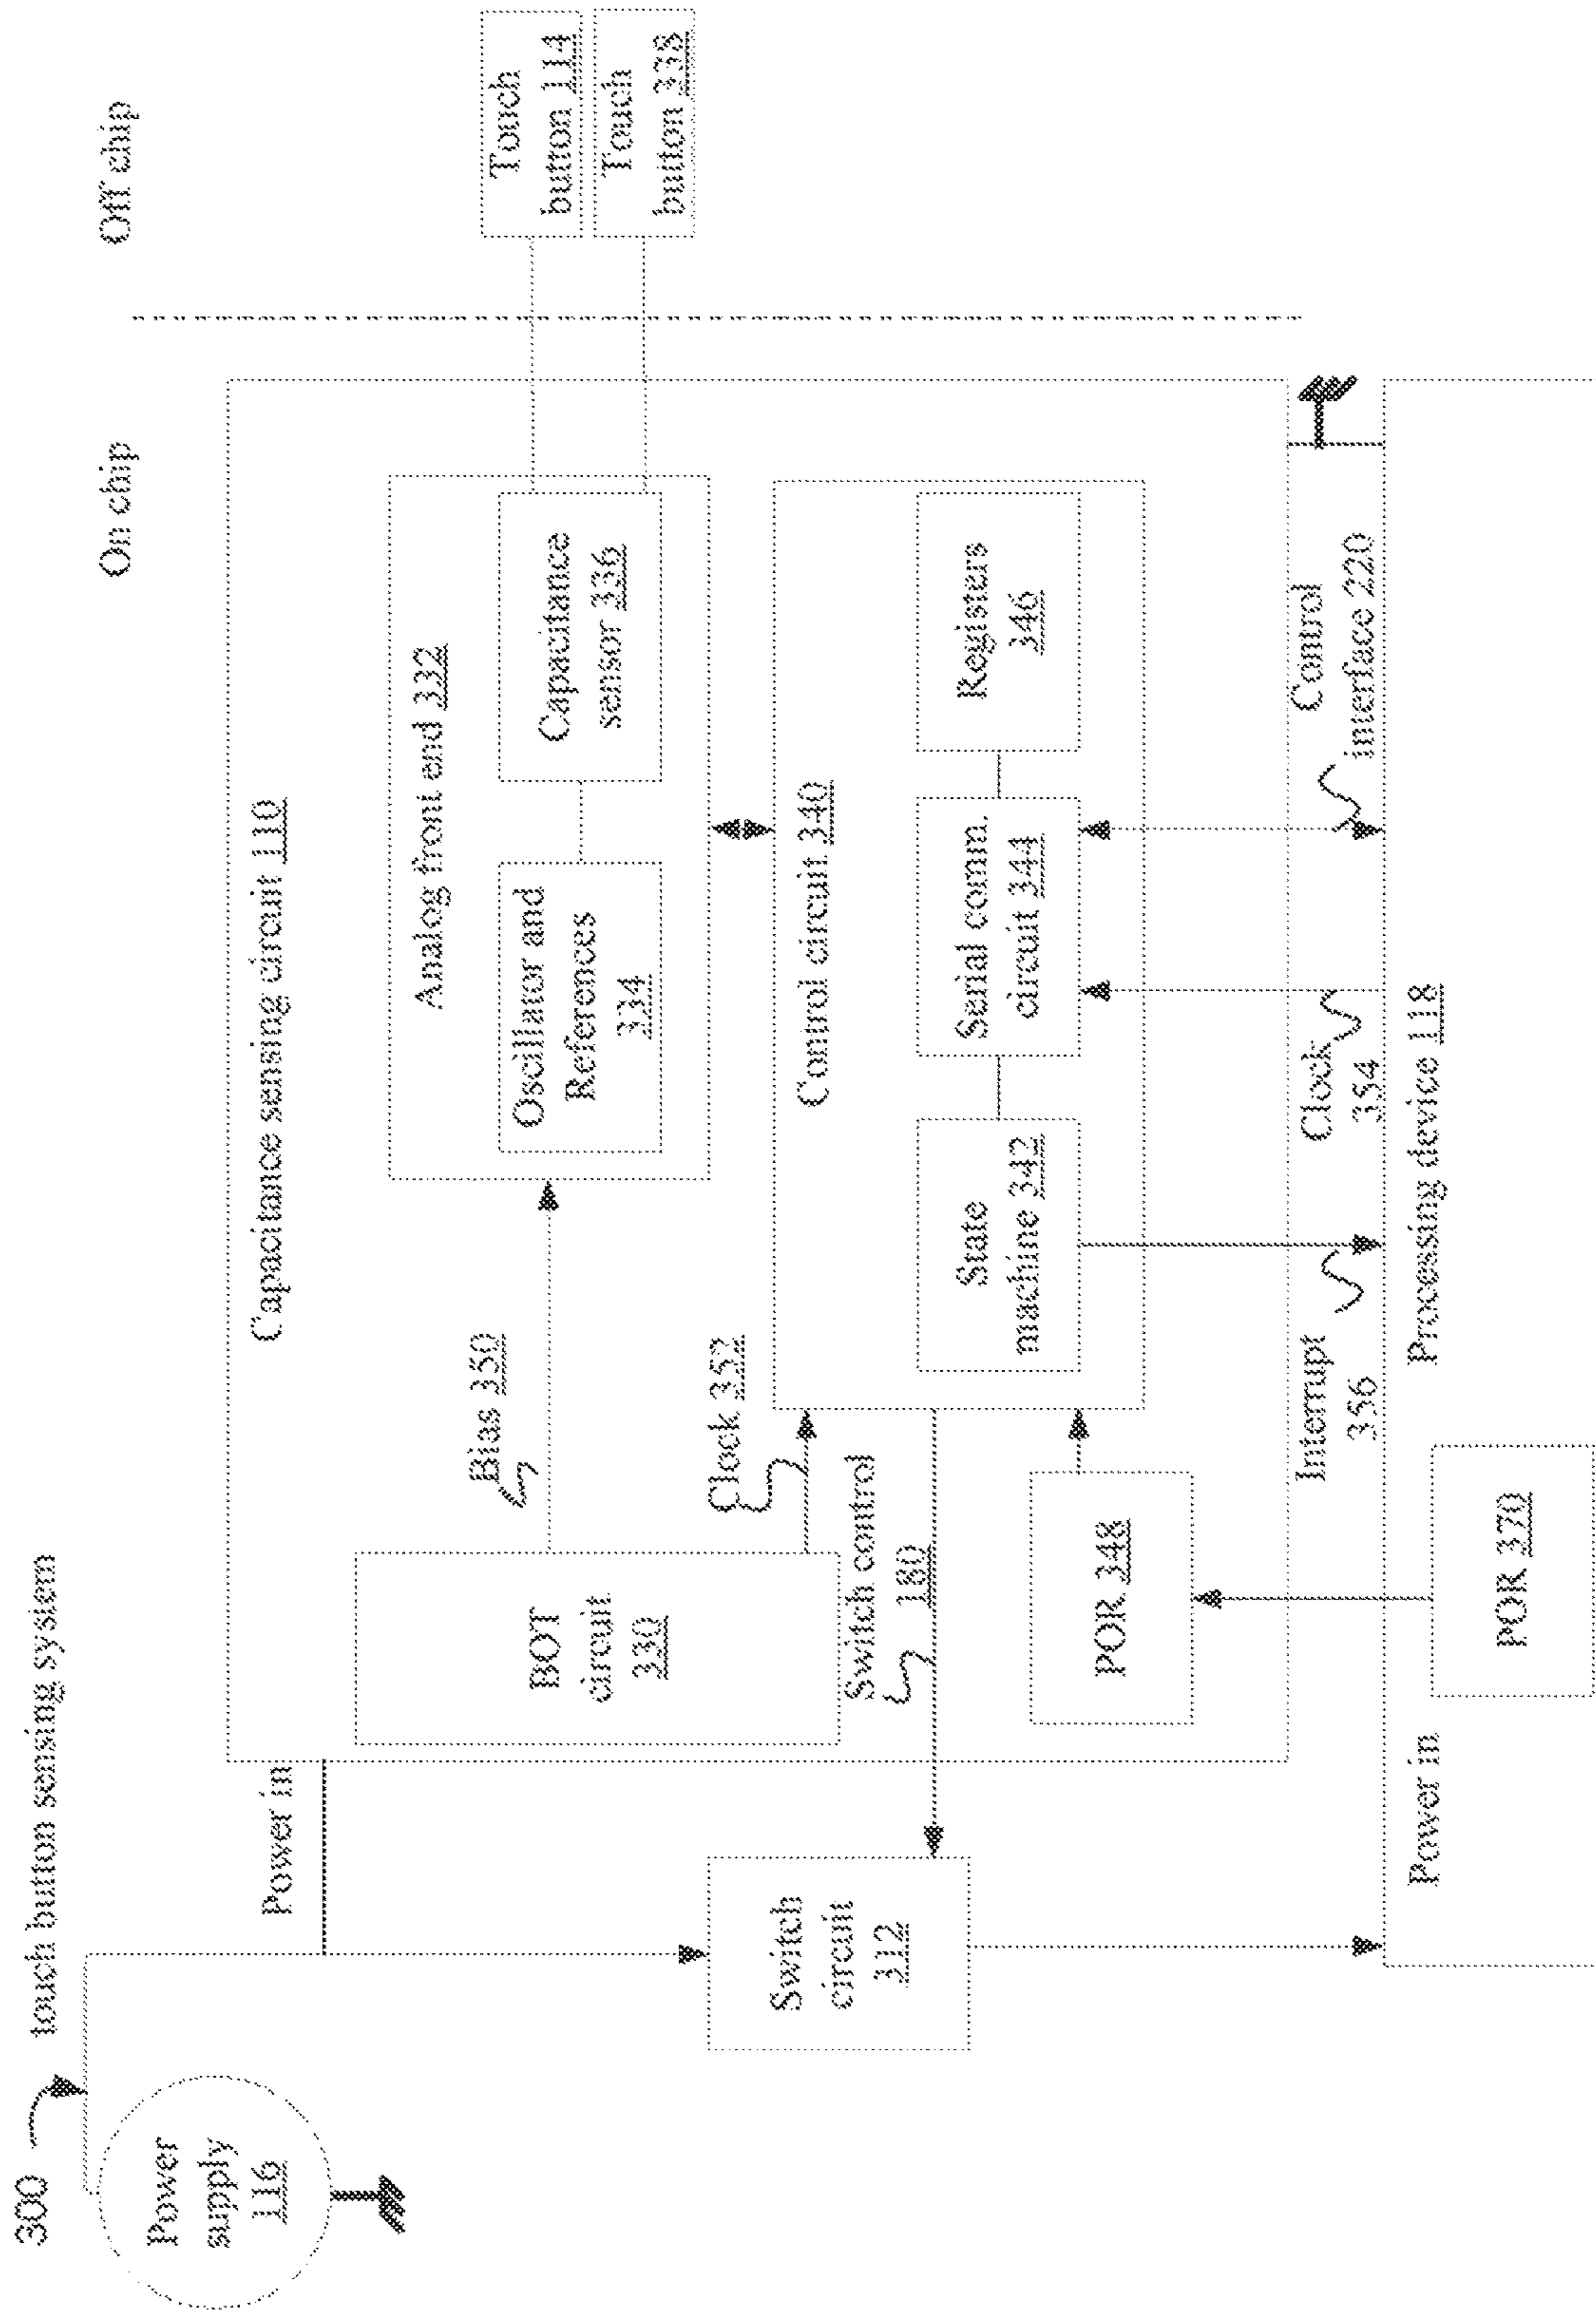 300
touch button sensing system
On chip
Off chip
Power
supply
116
Power in
Capacitance sensing circuit 110
BOT
circuit
330
Bias 350
Analog front end 332
Oscillator and
References
334
Capacitance
sensor 336
Touch
button 114
Touch
button 338
Clock 352
Switch control
180
Control circuit 340
State
machine 342
Serial comm.
circuit 344
Registers
346
Switch
circuit
312
POR 348
Interrupt
356
Clock
354
Control
interface 220
Power in
Processing device 118
POR 370